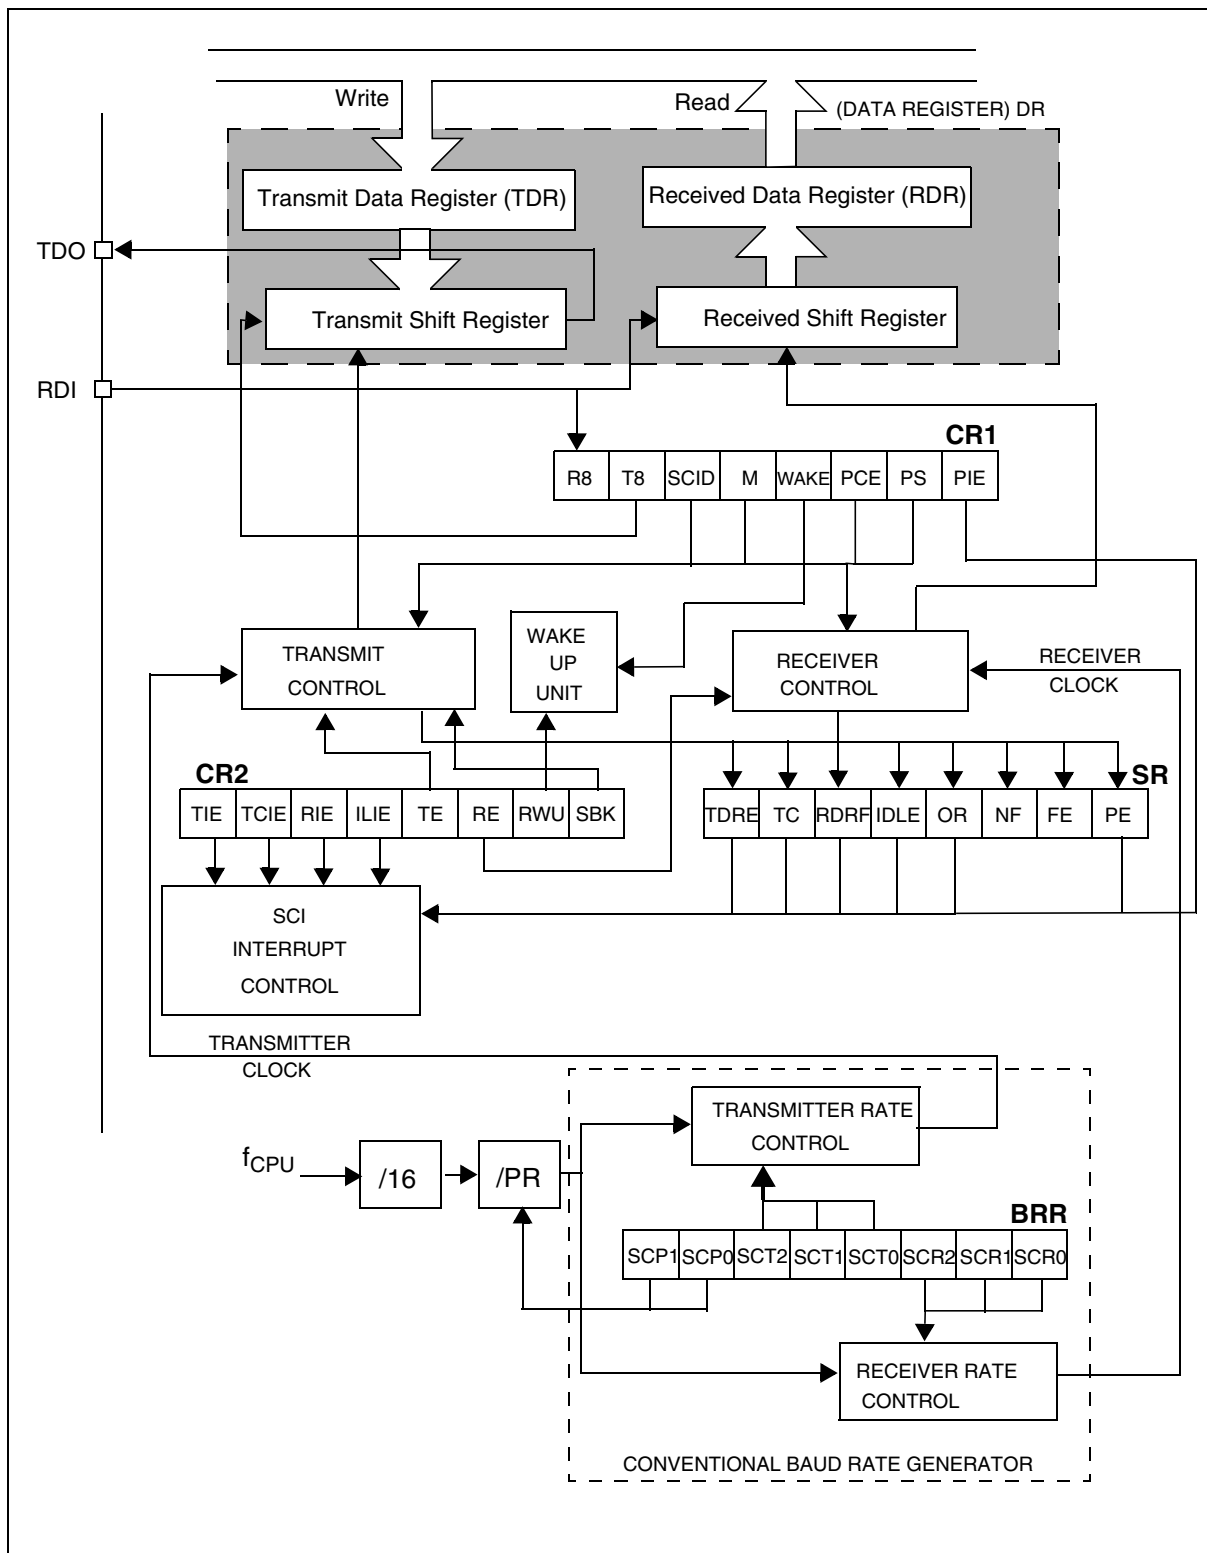 Write
Read
(DATA REGISTER) DR
Transmit Data Register (TDR)
Received Data Register (RDR)
TDO
Transmit Shift Register
Received Shift Register
RDI
CR1
R8 T8 SCID M WAKE PCE PS PIE
TRANSMIT
CONTROL
WAKE
UP
UNIT
RECEIVER
CONTROL
RECEIVER
CLOCK
CR2
TIE TCIE RIE ILIE TE RE RWU SBK
SR
TDRE TC RDRF IDLE OR NF FE PE
SCI
INTERRUPT
CONTROL
TRANSMITTER
CLOCK
TRANSMITTER RATE
CONTROL
fCPU
/16
/PR
BRR
SCP1 SCP0 SCT2 SCT1 SCT0 SCR2 SCR1 SCR0
RECEIVER RATE
CONTROL
CONVENTIONAL BAUD RATE GENERATOR